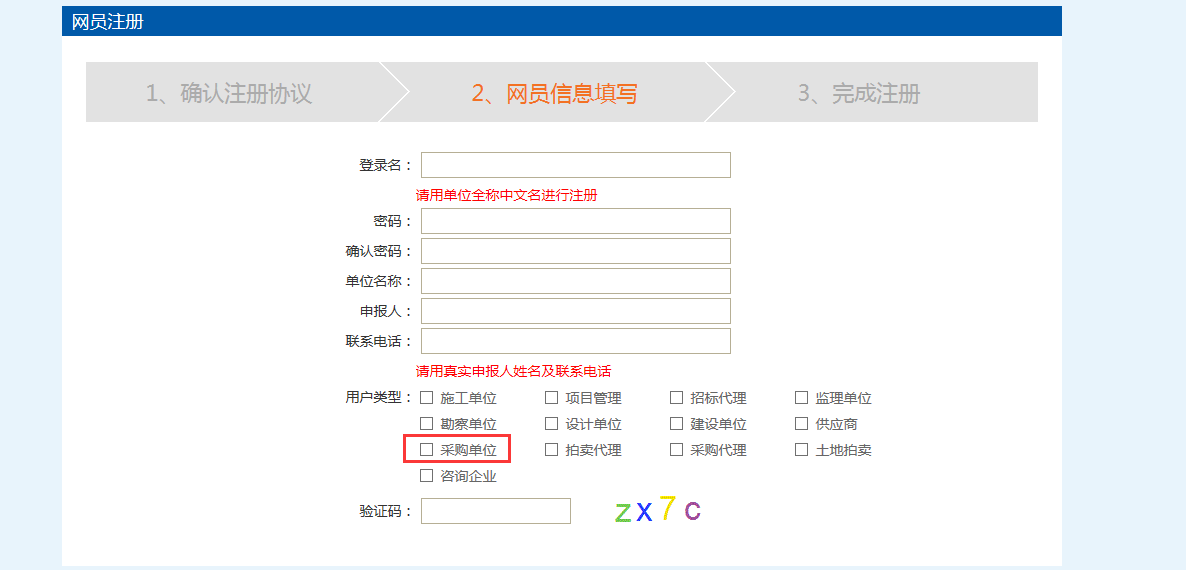 网员注册
1、确认注册协议 2、网员信息填写 3、完成注册
登录名：
请用单位全称中文名进行注册
密码：
确认密码：
单位名称：
申报人：
联系电话：
请用真实申报人姓名及联系电话
用户类型： 施工单位 项目管理 招标代理 监理单位
勘察单位 设计单位 建设单位 供应商
采购单位 拍卖代理 采购代理 土地拍卖
咨询企业
验证码： zx7c